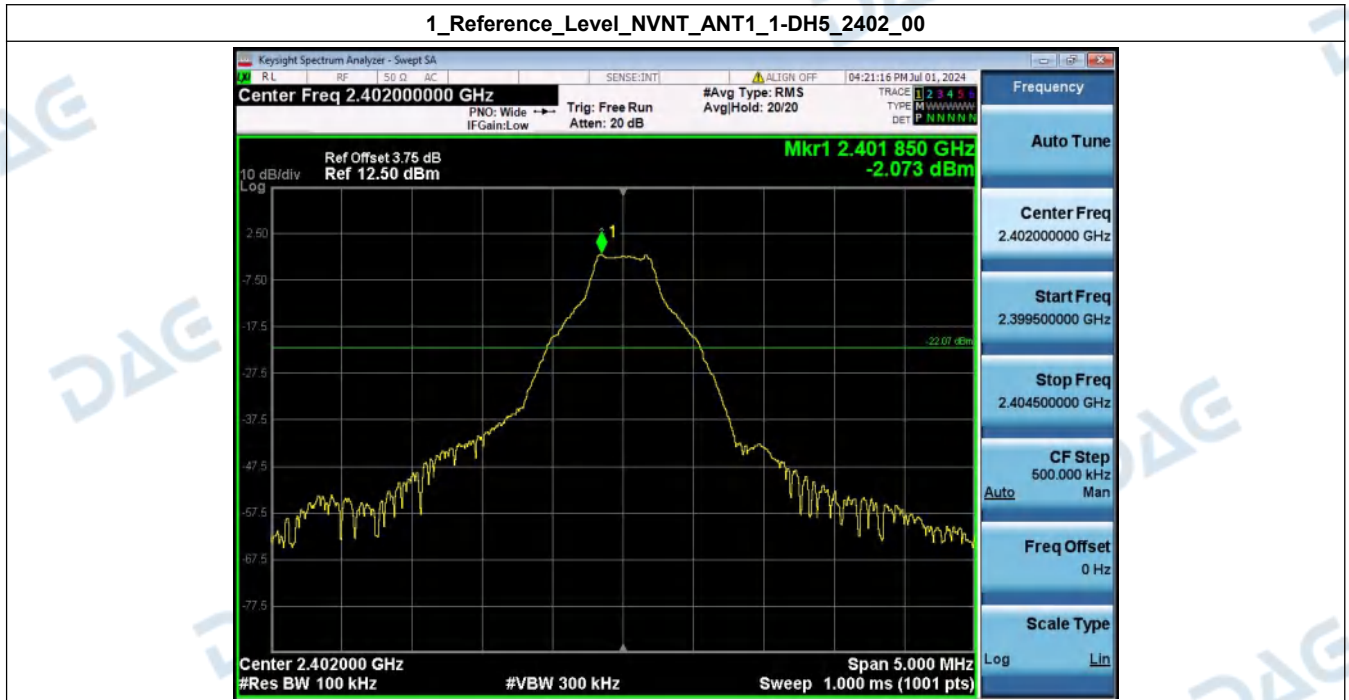 1_Reference_Level_NVNT_ANT1_1-DH5_2402_00
Keysight Spectrum Analyzer - Swept SA
RL RF 50 Ω AC SENSE:INT ALIGN OFF 04:21:16 PM Jul 01, 2024
Center Freq 2.402000000 GHz
PNO: Wide
IFGain:Low
Trig: Free Run
Atten: 20 dB
#Avg Type: RMS
Avg|Hold: 20/20
TRACE 1 2 3 4 5 6
TYPE M WWWWW
DET P N N N N N
Frequency
Auto Tune
Center Freq
2.402000000 GHz
Start Freq
2.399500000 GHz
Stop Freq
2.404500000 GHz
CF Step
500.000 kHz
Auto Man
Freq Offset
0 Hz
Scale Type
Log Lin
Mkr1 2.401 850 GHz
-2.073 dBm
Ref Offset 3.75 dB
10 dB/div Ref 12.50 dBm
Log
1
2.50
-7.50
-17.5
-22.07 dBm
-27.5
-37.5
-47.5
-57.5
-67.5
-77.5
Center 2.402000 GHz Span 5.000 MHz
#Res BW 100 kHz #VBW 300 kHz Sweep 1.000 ms (1001 pts)
DAG
DAG
DAG